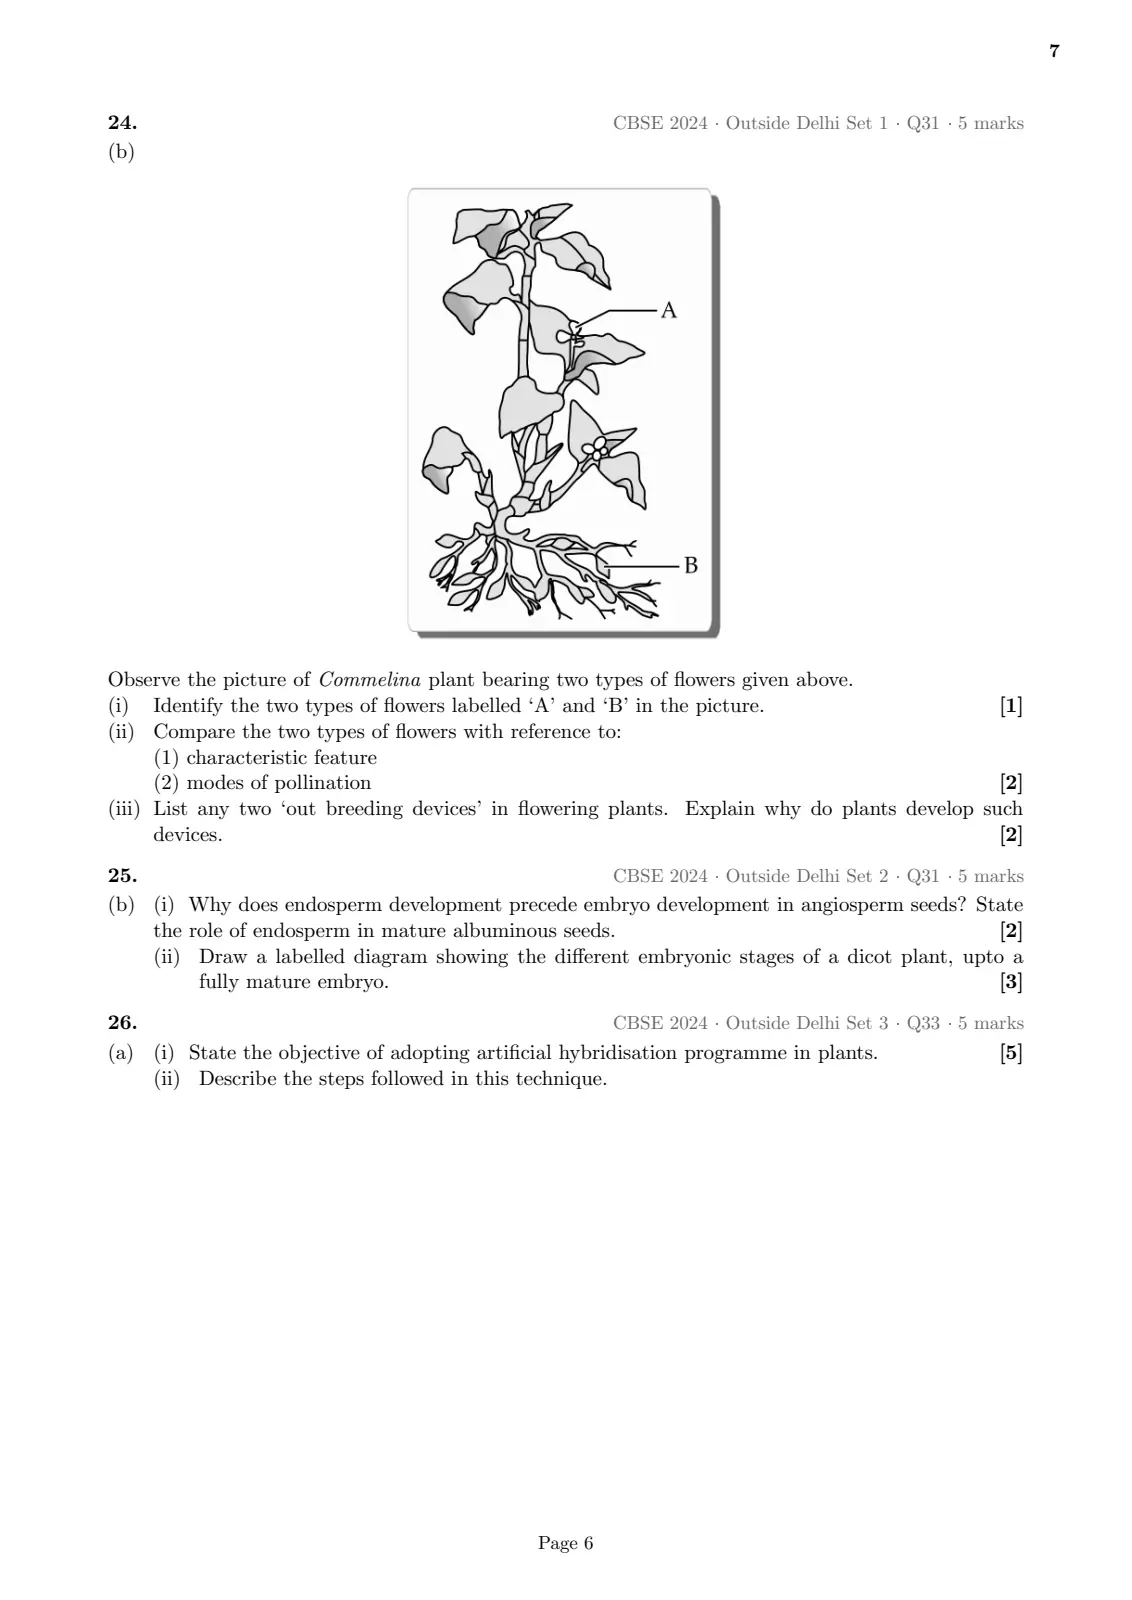 7
24. CBSE 2024 · Outside Delhi Set 1 · Q31 · 5 marks
(b)
A
B
Observe the picture of Commelina plant bearing two types of flowers given above.
(i) Identify the two types of flowers labelled ‘A’ and ‘B’ in the picture. [1]
(ii) Compare the two types of flowers with reference to:
(1) characteristic feature
(2) modes of pollination [2]
(iii) List any two ‘out breeding devices’ in flowering plants. Explain why do plants develop such
devices. [2]
25. CBSE 2024 · Outside Delhi Set 2 · Q31 · 5 marks
(b) (i) Why does endosperm development precede embryo development in angiosperm seeds? State
the role of endosperm in mature albuminous seeds. [2]
(ii) Draw a labelled diagram showing the different embryonic stages of a dicot plant, upto a
fully mature embryo. [3]
26. CBSE 2024 · Outside Delhi Set 3 · Q33 · 5 marks
(a) (i) State the objective of adopting artificial hybridisation programme in plants. [5]
(ii) Describe the steps followed in this technique.
Page 6